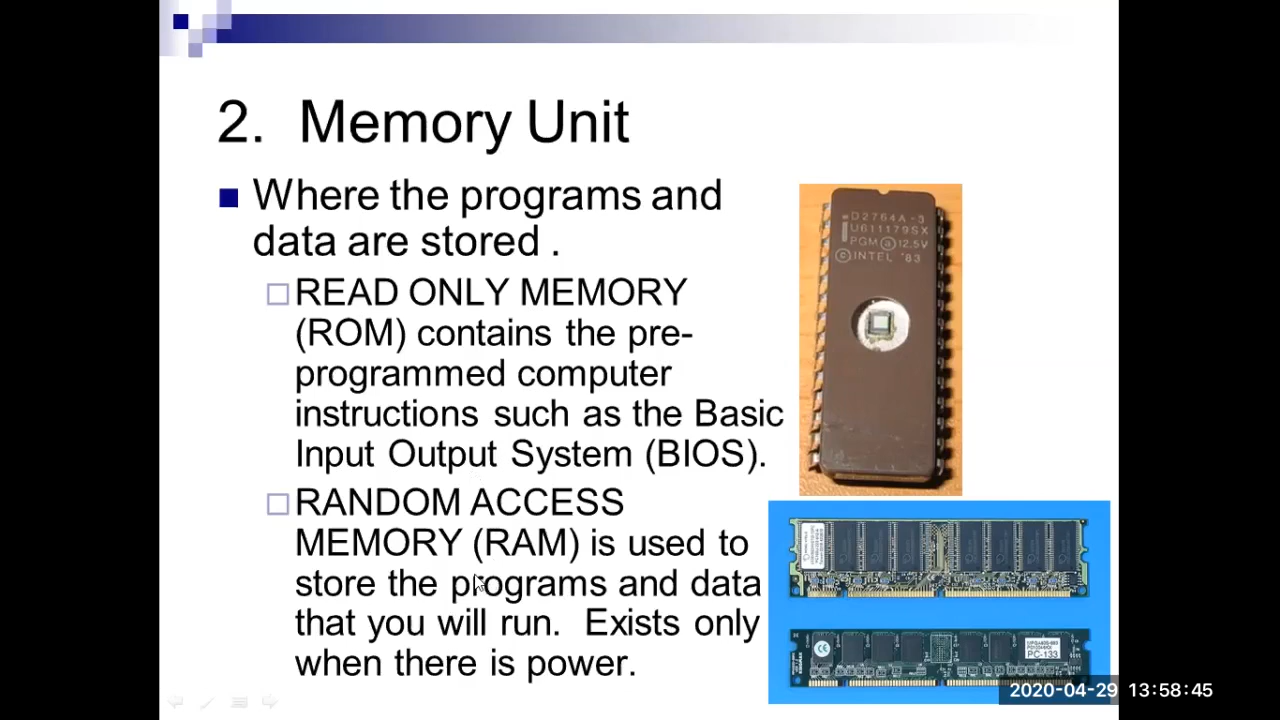 2. Memory Unit
Where the programs and
data are stored .
READ ONLY MEMORY
(ROM) contains the pre-
programmed computer
instructions such as the Basic
Input Output System (BIOS).
RANDOM ACCESS
MEMORY (RAM) is used to
store the programs and data
that you will run. Exists only
when there is power.
D2764A-3
U611179SX
PGM @ 12.5V
© INTEL '83
PC-133
2020-04-29 13:58:45